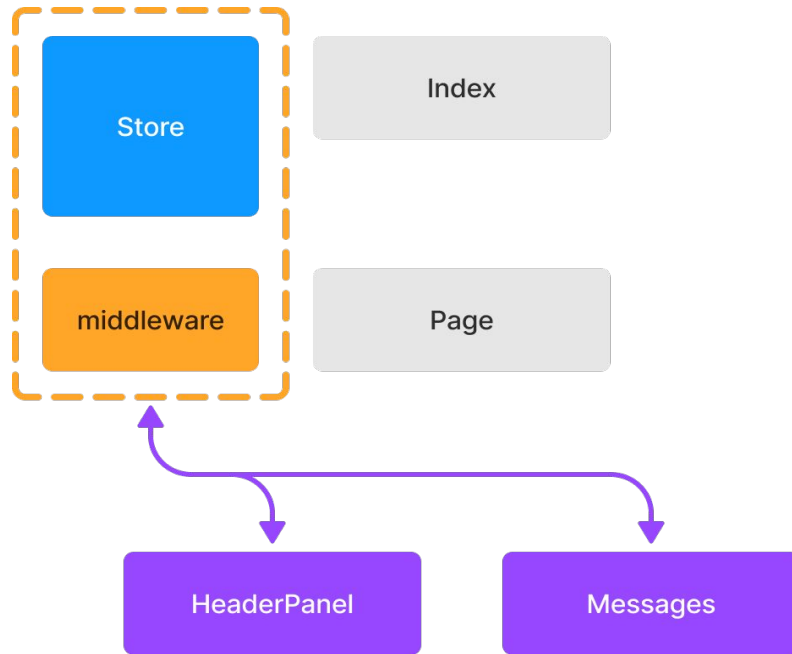 Store
Index
middleware
Page
HeaderPanel
Messages